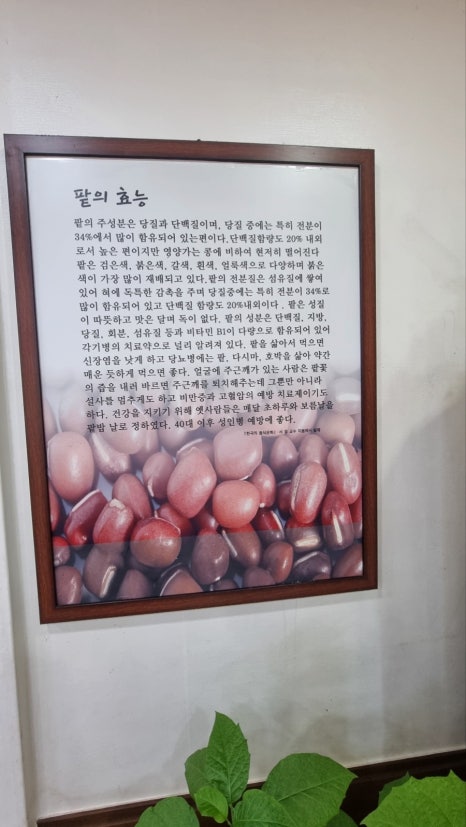 팥의 효능
팥의 주성분은 당질과 단백질이며, 당질 중에는 특히 전분이
34%에서 많이 함유되어 있는편이다.단백질함량도 20% 내외
로서 높은 편이지만 영양가는 콩에 비하여 현저히 떨어진다
팥은 검은색, 붉은색, 갈색, 흰색, 얼룩색으로 다양하며 붉은
색이 가장 많이 재배되고 있다.팥의 전분질은 섬유질에 쌓여
있어 혀에 독특한 감촉을 주며 당질중에는 특히 전분이 34%로
많이 함유되어 있고 단백질 함량도 20%내외이다 . 팥은 성질
이 따뜻하고 맛은 달며 독이 없다. 팥의 성분은 단백질, 지방,
당질, 회분, 섬유질 등과 비타민 B1이 다량으로 함유되어 있어
각기병의 치료약으로 널리 알려져 있다. 팥을 삶아서 먹으면
신장염을 낫게 하고 당뇨병에는 팥, 다시마, 호박을 삶아 약간
매운 듯하게 먹으면 좋다. 얼굴에 주근깨가 있는 사람은 팥꽃
의 즙을 내러 바르면 주근깨를 퇴치해주는데 그뿐만 아니라
설사를 멈추게도 하고 비만증과 고혈압의 예방 치료제이기도
하다. 건강을 지키기 위해 옛사람들은 매달 초하루와 보름날을
팥밥 날로 정하였다. 40대 이후 성인병 예방에 좋다.